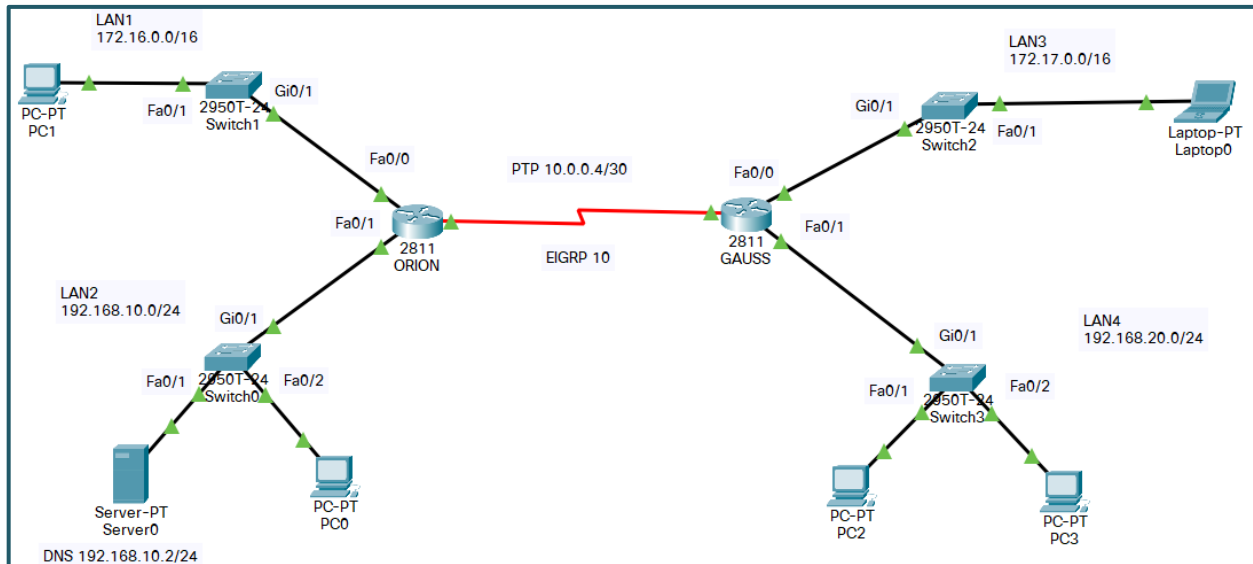 LAN1
172.16.0.0/16
PC-PT
PC1
Fa0/1
Gi0/1
2950T-24
Switch1
Fa0/0
Fa0/1
2811
ORION
PTP 10.0.0.4/30
EIGRP 10
LAN3
172.17.0.0/16
Gi0/1
2950T-24
Switch2
Fa0/1
Laptop-PT
Laptop0
Fa0/0
Fa0/1
2811
GAUSS
LAN2
192.168.10.0/24
Gi0/1
Fa0/1
2950T-24
Switch0
Fa0/2
Server-PT
Server0
DNS 192.168.10.2/24
PC-PT
PC0
LAN4
192.168.20.0/24
Gi0/1
Fa0/1
2950T-24
Switch3
Fa0/2
PC-PT
PC2
PC-PT
PC3